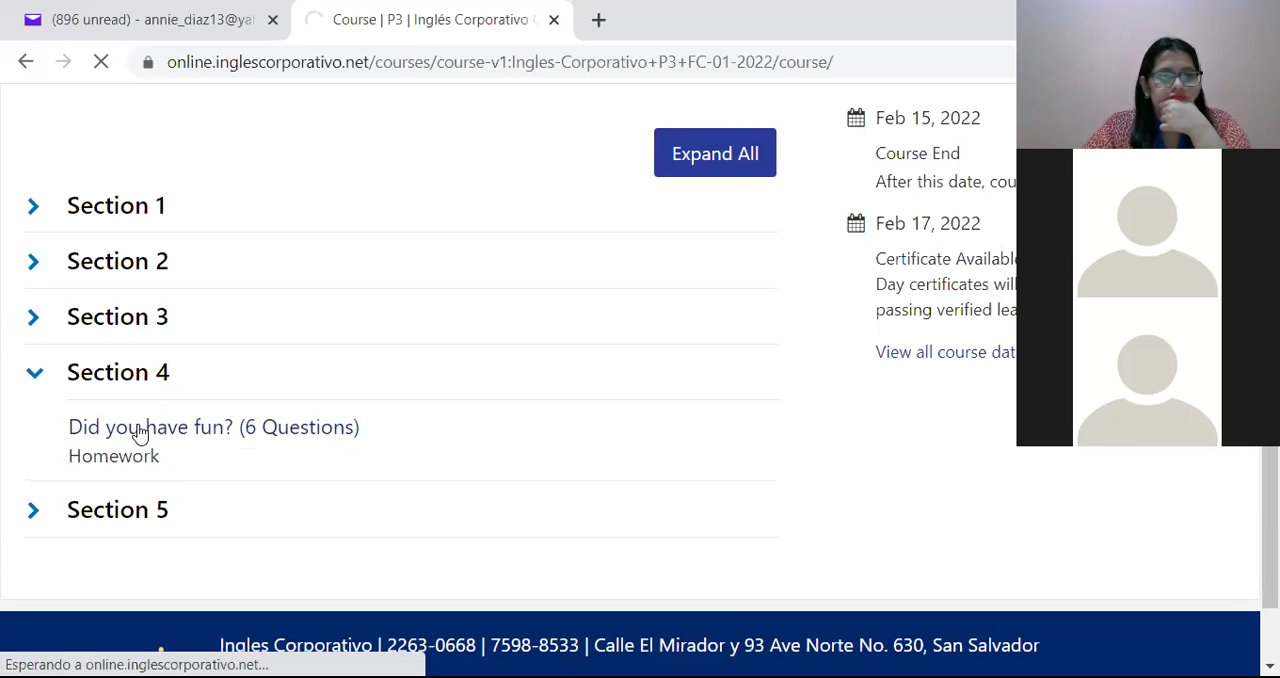 (896 unread) - annie_diaz13@ya
Course | P3 | Inglés Corporativo
online.inglescorporativo.net/courses/course-v1:Ingles-Corporativo+P3+FC-01-2022/course/
Expand All
Section 1
Section 2
Section 3
Section 4
Did you have fun? (6 Questions)
Homework
Section 5
Feb 15, 2022
Course End
After this date, cou
Feb 17, 2022
Certificate Available
Day certificates will
passing verified lea
View all course dat
Ingles Corporativo | 2263-0668 | 7598-8533 | Calle El Mirador y 93 Ave Norte No. 630, San Salvador
Esperando a online.inglescorporativo.net...